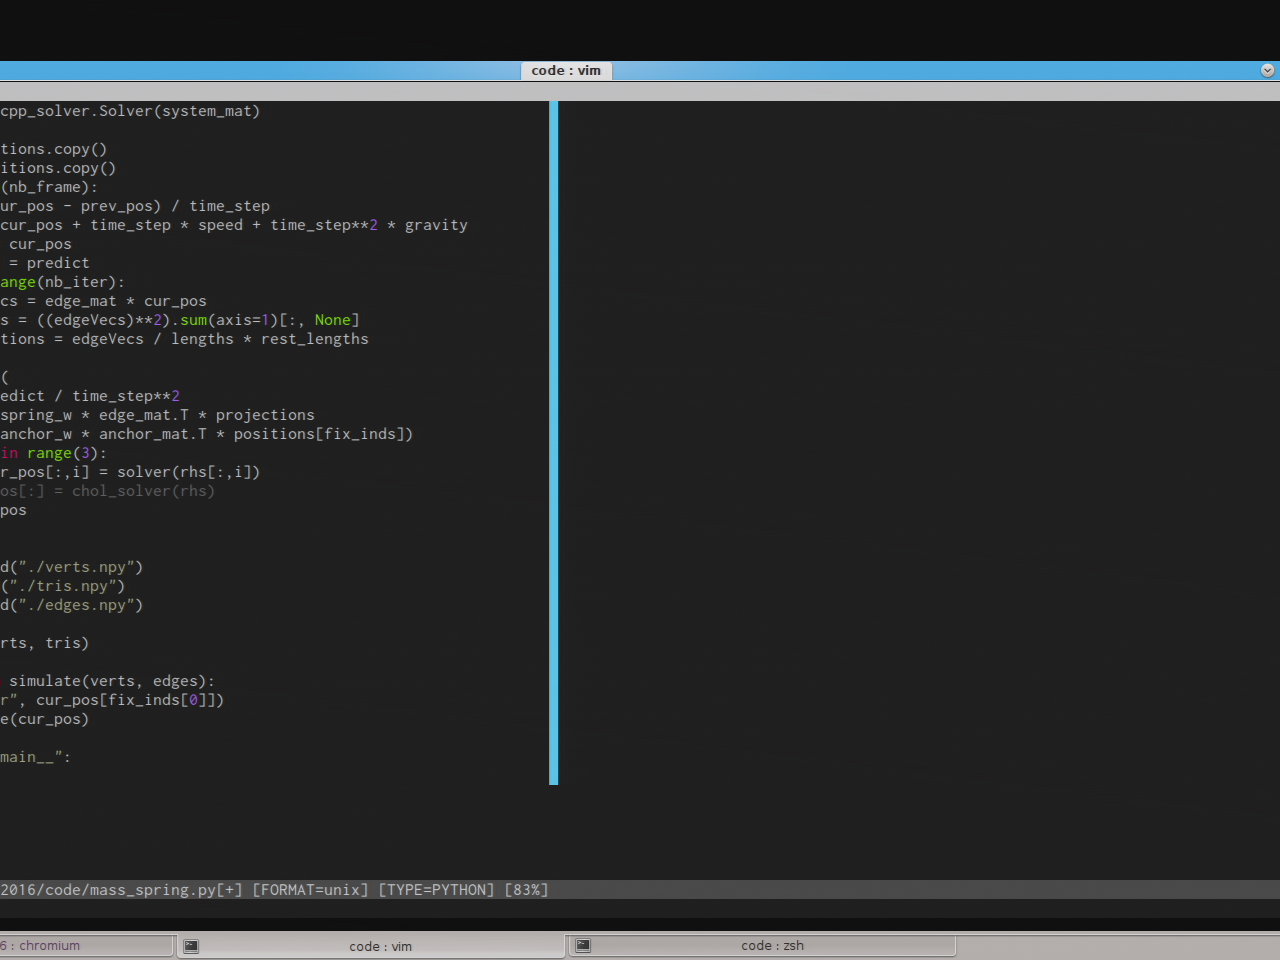 code : vim
cpp_solver.Solver(system_mat)
tions.copy()
itions.copy()
(nb_frame):
ur_pos - prev_pos) / time_step
cur_pos + time_step * speed + time_step**2 * gravity
cur_pos
= predict
ange(nb_iter):
cs = edge_mat * cur_pos
s = ((edgeVecs)**2).sum(axis=1)[:, None]
tions = edgeVecs / lengths * rest_lengths
(
edict / time_step**2
spring_w * edge_mat.T * projections
anchor_w * anchor_mat.T * positions[fix_inds])
in range(3):
r_pos[:,i] = solver(rhs[:,i])
os[:] = chol_solver(rhs)
pos
d("./verts.npy")
("./tris.npy")
d("./edges.npy")
rts, tris)
simulate(verts, edges):
r", cur_pos[fix_inds[0]])
e(cur_pos)
main__":
2016/code/mass_spring.py[+] [FORMAT=unix] [TYPE=PYTHON] [83%]
6 : chromium
code : vim
code : zsh